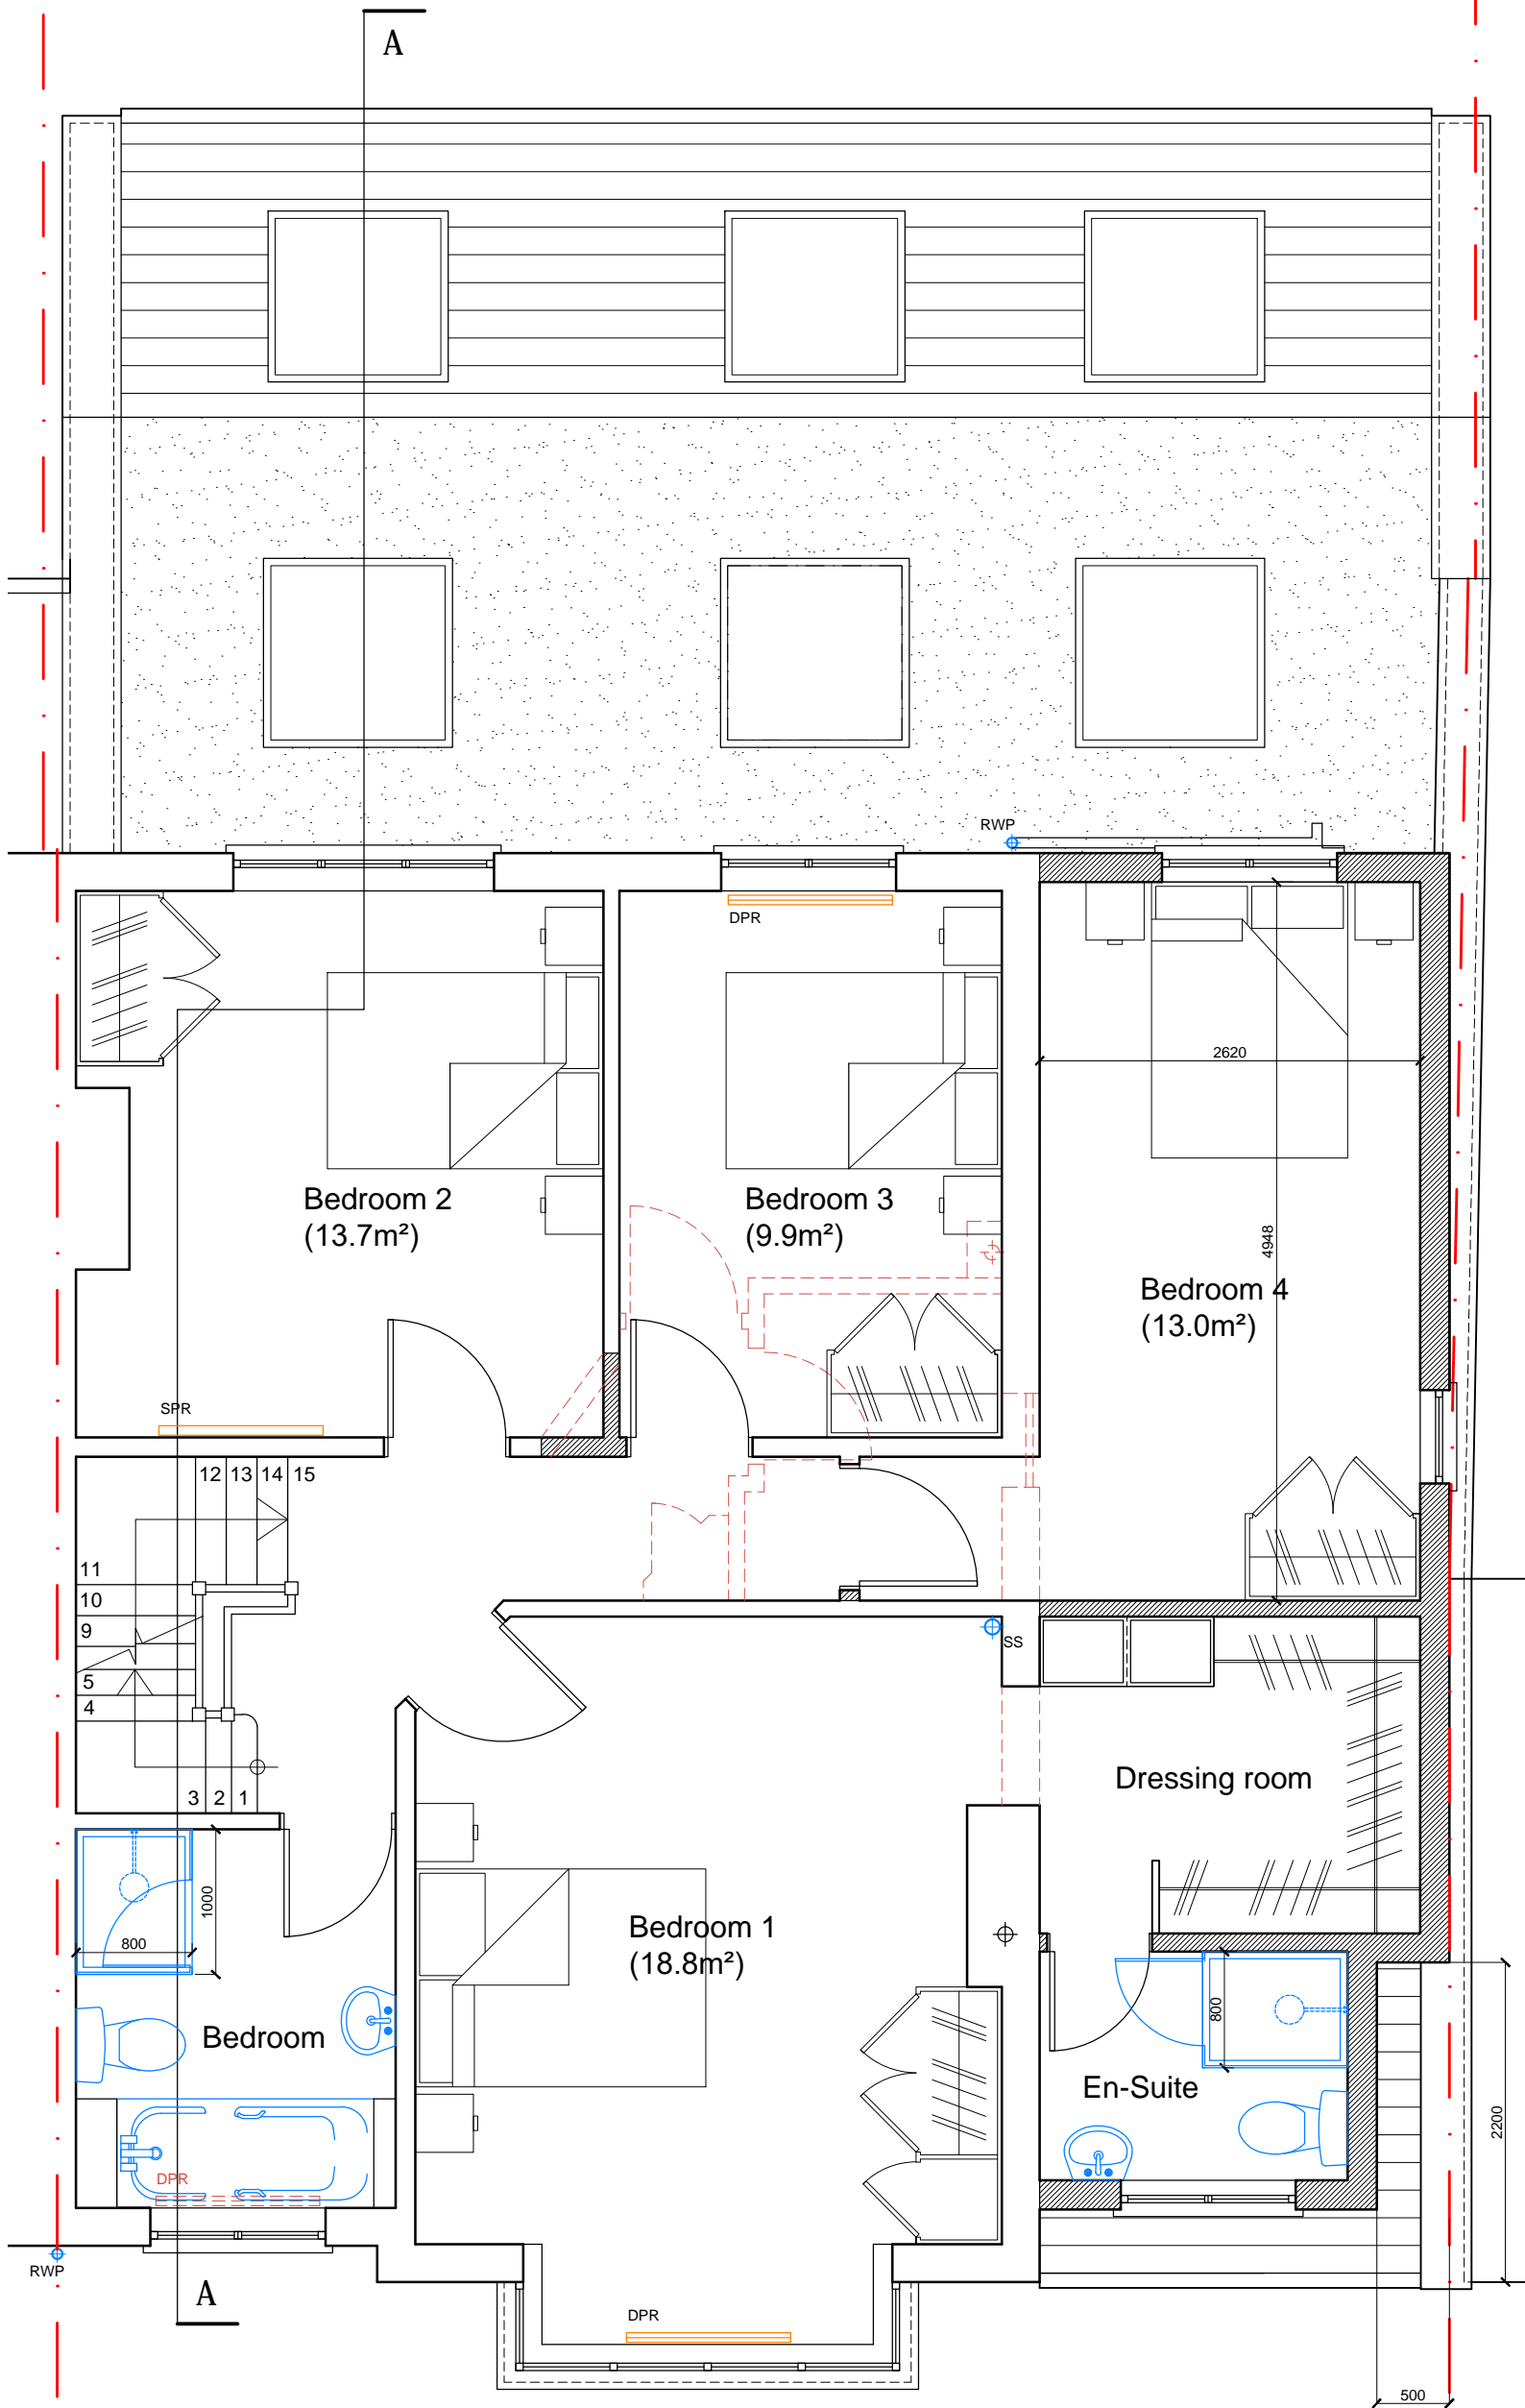 A
RWP
DPR
2620
Bedroom 2
(13.7m²)
Bedroom 3
(9.9m²)
4948
Bedroom 4
(13.0m²)
SPR
12 13 14 15
11
10
9
5
4
3 2 1
SS
Dressing room
1000
800
Bedroom 1
(18.8m²)
800
Bedroom
En-Suite
2200
DPR
RWP
A
DPR
500